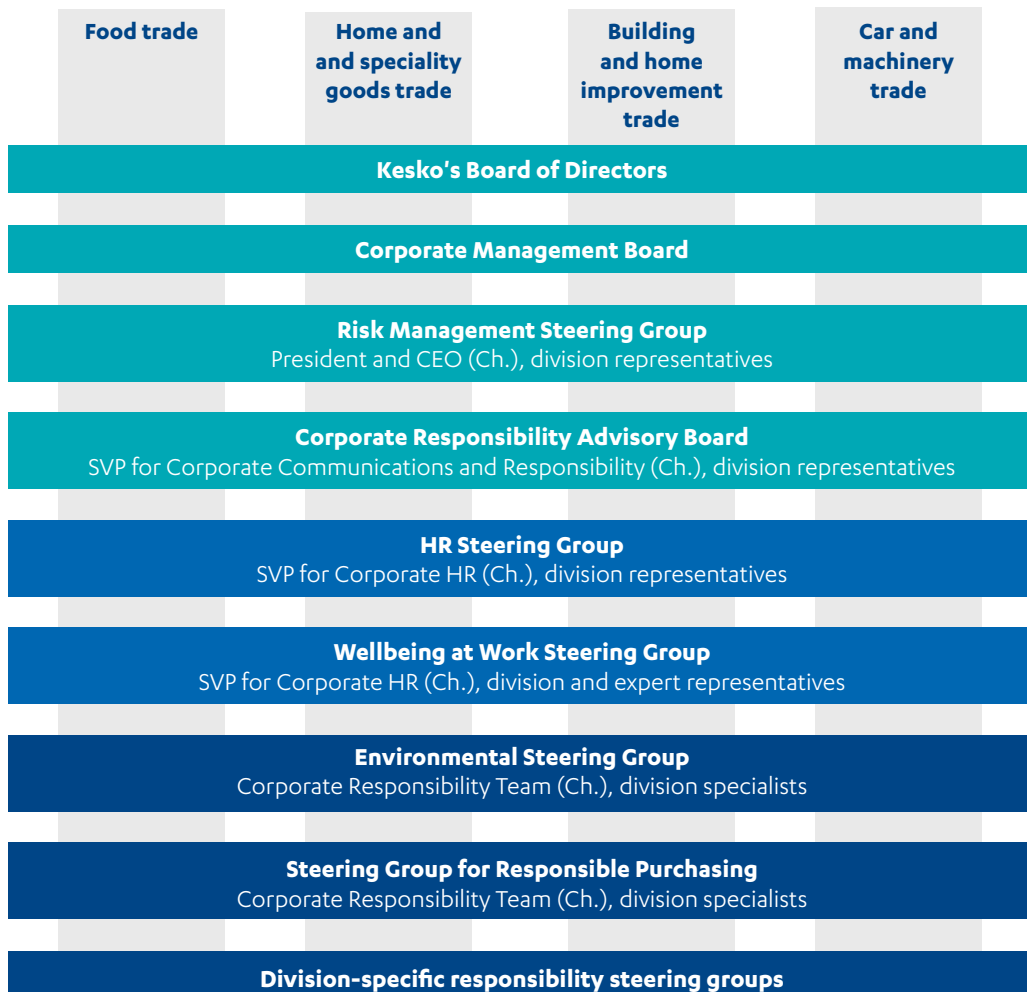 Food trade
Home and
and speciality
goods trade
Building
and home
improvement
trade
Car and
machinery
trade
Kesko's Board of Directors
Corporate Management Board
Risk Management Steering Group
President and CEO (Ch.), division representatives
Corporate Responsibility Advisory Board
SVP for Corporate Communications and Responsibility (Ch.), division representatives
HR Steering Group
SVP for Corporate HR (Ch.), division representatives
Wellbeing at Work Steering Group
SVP for Corporate HR (Ch.), division and expert representatives
Environmental Steering Group
Corporate Responsibility Team (Ch.), division specialists
Steering Group for Responsible Purchasing
Corporate Responsibility Team (Ch.), division specialists
Division-specific responsibility steering groups